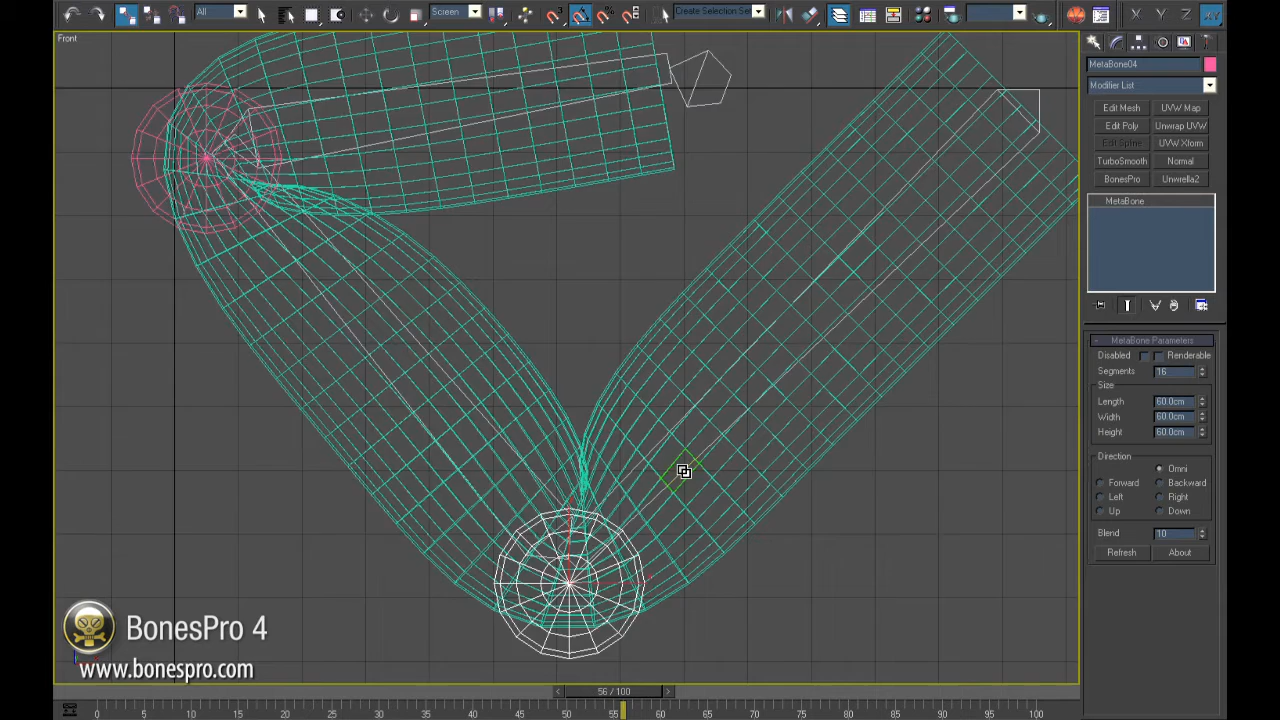 All
Screen
Create Selection Set
Front
MetaBone04
Modifier List
Edit Mesh
UVW Map
Edit Poly
Unwrap UVW
Edit Spline
UVW Xform
TurboSmooth
Normal
BonesPro
Unwrella2
MetaBone
- MetaBone Parameters
Disabled
Renderable
Segments
16
Size
Length
60.0cm
Width
60.0cm
Height
60.0cm
Direction
Omni
Forward
Backward
Left
Right
Up
Down
Blend
10
Refresh
About
BonesPro 4
www.bonespro.com
< 56 / 100 >
0 5 10 15 20 25 30 35 40 45 50 55 60 65 70 75 80 85 90 95 100
X
Y
Z
XY
3
%